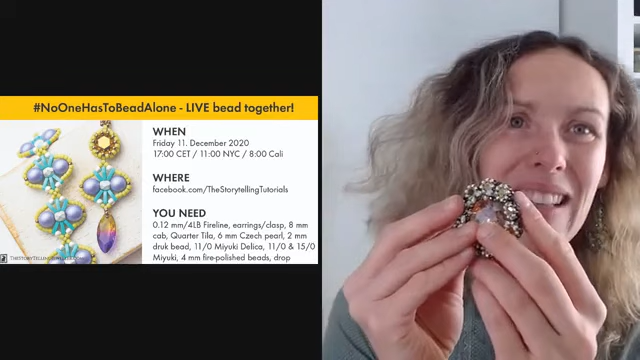 #NoOneHasToBeadAlone - LIVE bead together!
WHEN
Friday 11. December 2020
17:00 CET / 11:00 NYC / 8:00 Cali
WHERE
facebook.com/TheStorytellingTutorials
YOU NEED
0.12 mm/4LB Fireline, earrings/clasp, 8 mm
cab, Quarter Tila, 6 mm Czech pearl, 2 mm
druk bead, 11/0 Miyuki Delica, 11/0 & 15/0
Miyuki, 4 mm fire-polished beads, drop